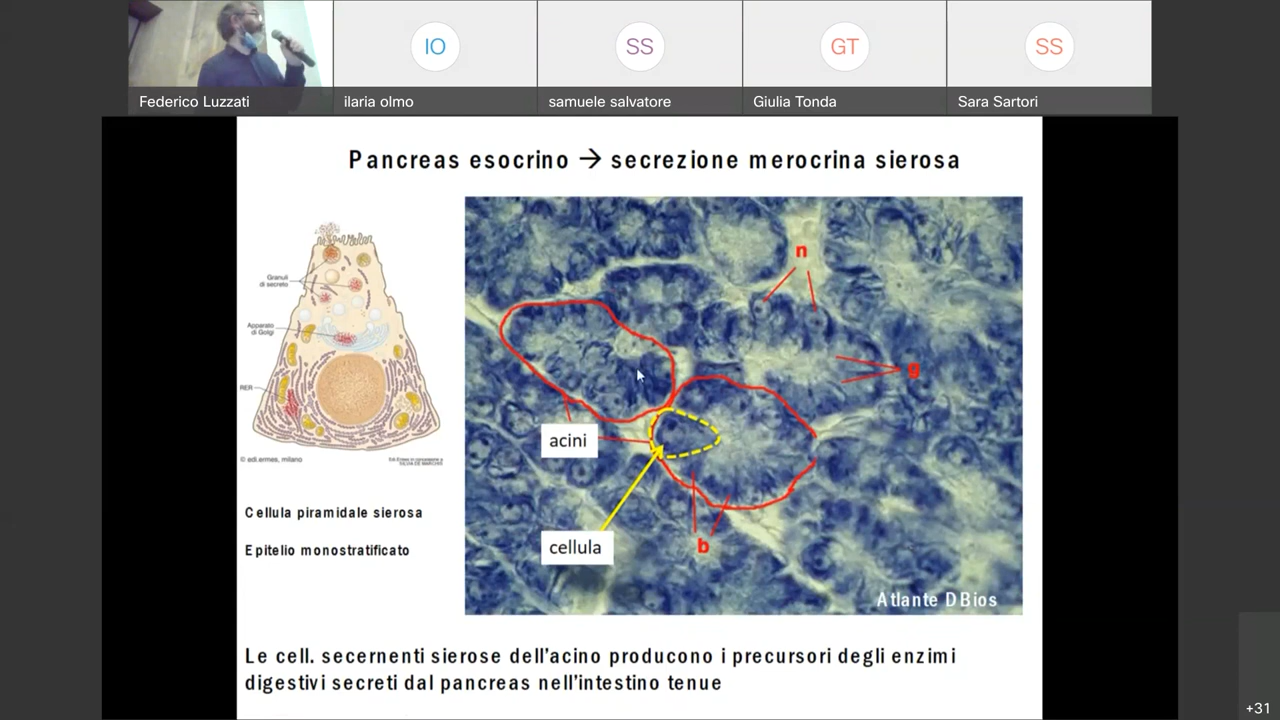 IO
SS
GT
SS
Federico Luzzati
ilaria olmo
samuele salvatore
Giulia Tonda
Sara Sartori
Pancreas esocrino → secrezione merocrina sierosa
Granuli
di secreto
Apparato
di Golgi
RER
© edi.ermes, milano
Cellula piramidale sierosa
Epitelio monostratificato
n
g
acini
cellula
b
Atlante DBios
Le cell. secernenti sierose dell'acino producono i precursori degli enzimi
digestivi secreti dal pancreas nell'intestino tenue
+31